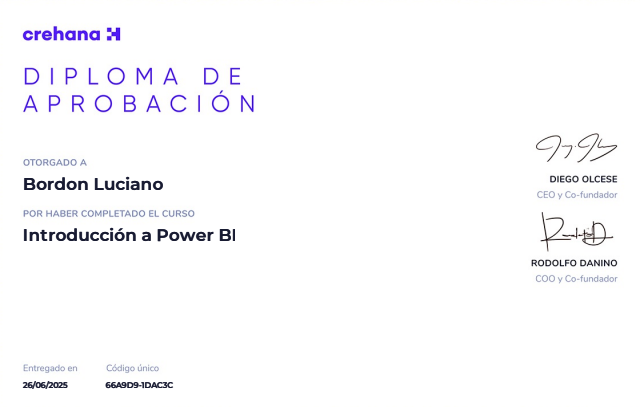 crehana
DIPLOMA DE
APROBACIÓN
OTORGADO A
Bordon Luciano
POR HABER COMPLETADO EL CURSO
Introducción a Power BI
DIEGO OLCESE
CEO y Co-fundador
RODOLFO DANINO
COO y Co-fundador
Entregado en
Código único
26/06/2025
66A9D9-1DAC3C